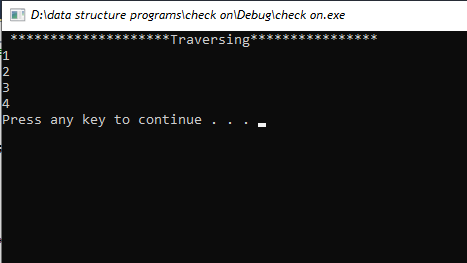 D:\data structure programs\check on\Debug\check on.exe
********************Traversing****************
1
2
3
4
Press any key to continue . . .